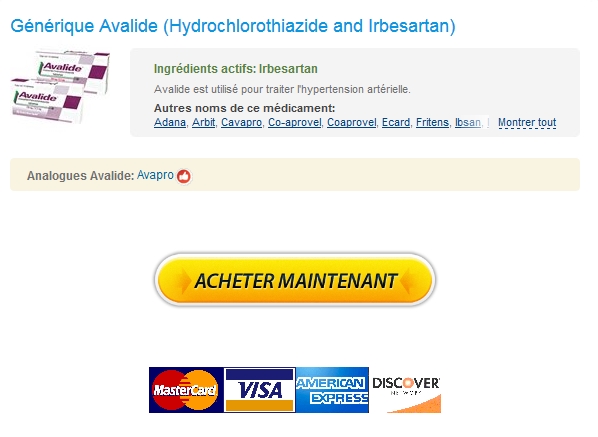 Générique Avalide (Hydrochlorothiazide and Irbesartan)
Avalide
Avalide
Ingrédients actifs: Irbesartan
Avalide est utilisé pour traiter l'hypertension artérielle.
Autres noms de ce médicament:
Adana, Arbit, Cavapro, Co-aprovel, Coaprovel, Ecard, Fritens, Ibsan, Montrer tout
Analogues Avalide: Avapro
ACHETER MAINTENANT
MasterCard VISA AMERICAN EXPRESS DISCOVER NETWORK